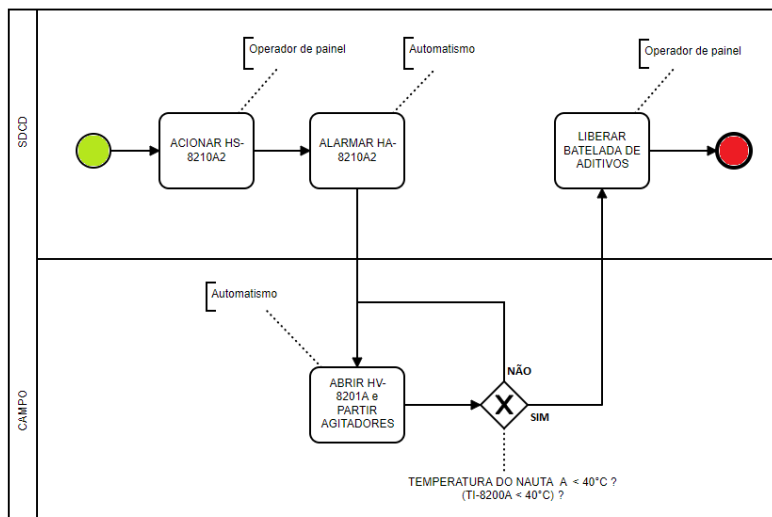 SDCD
Operador de painel
Automatismo
Operador de painel
ACIONAR HS-
8210A2
ALARMAR HA-
8210A2
LIBERAR
BATELADA DE
ADITIVOS
CAMPO
Automatismo
ABRIR HV-
8201A e
PARTIR
AGITADORES
NÃO
X
SIM
TEMPERATURA DO NAUTA A < 40°C ?
(TI-8200A < 40°C) ?